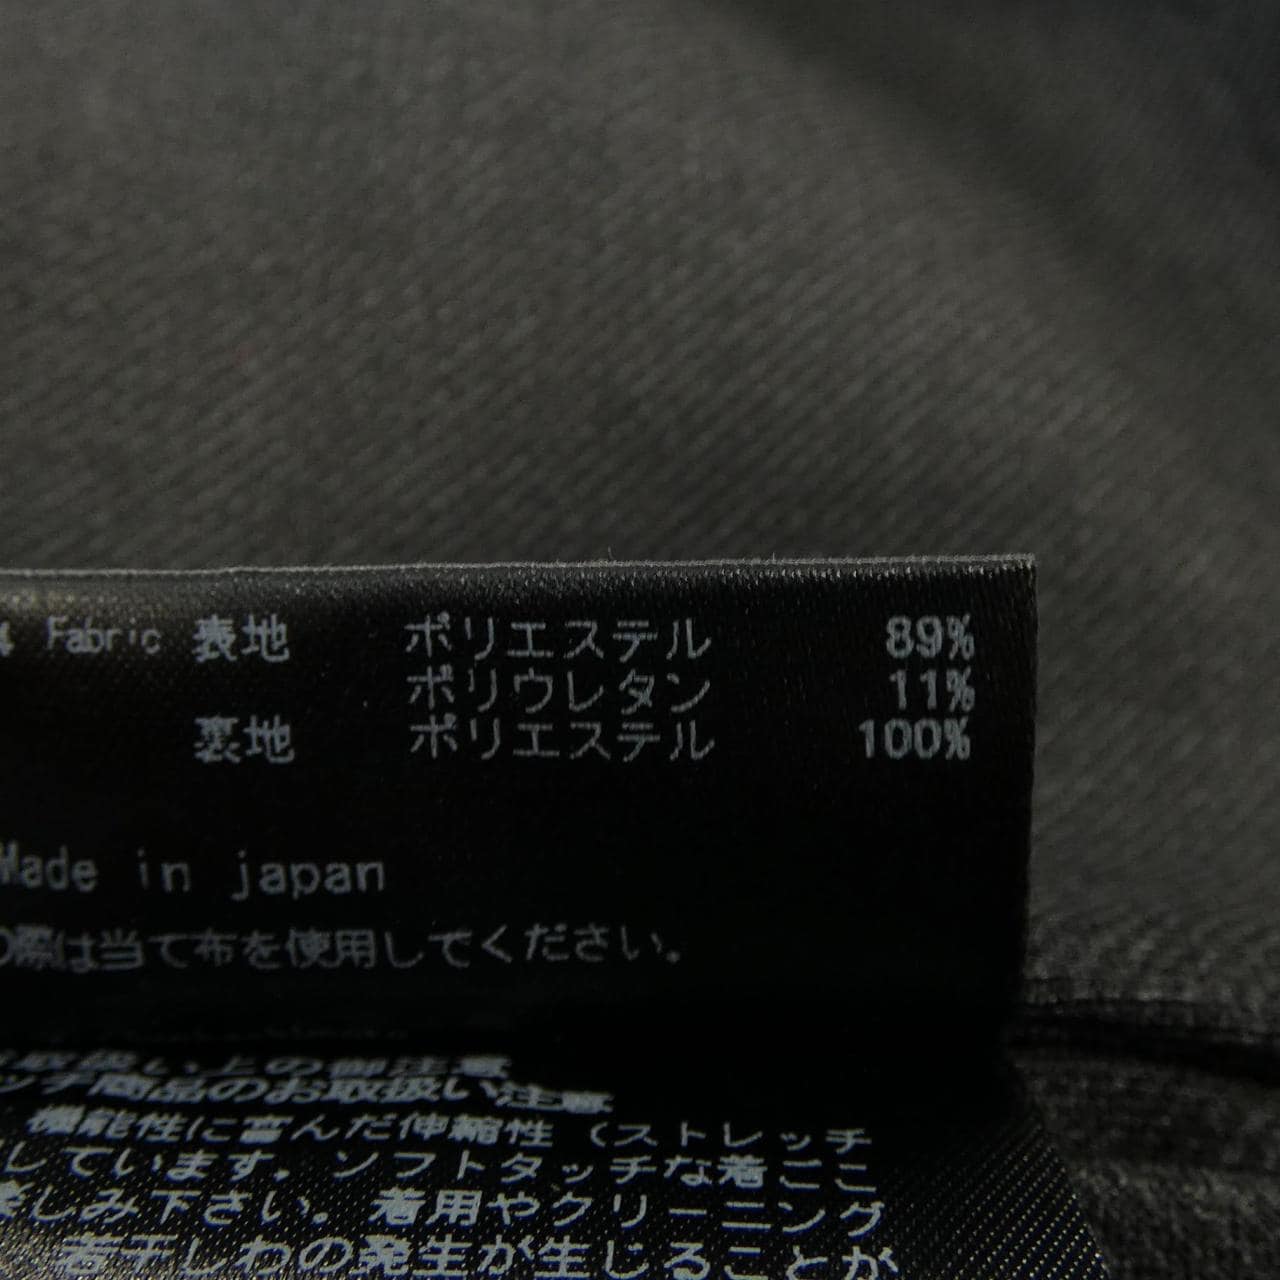 Fabric 表地 ポリエステル 89%
ポリウレタン 11%
裏地 ポリエステル 100%
Made in japan
の際は当て布を使用してください。
取扱い上の御注意
ッチ商品のお取扱い注意
機能性に富んだ伸縮性（ストレッチ
しています。ソフトタッチな着ごこ
楽しみ下さい。着用やクリーニング
若干しわの発生が生じることが